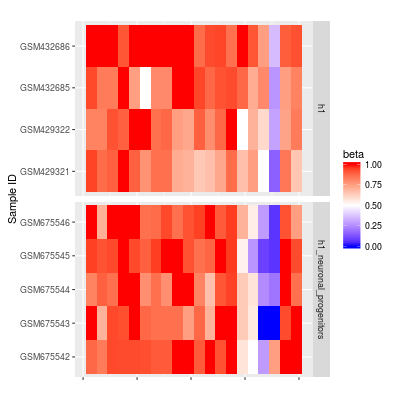 GSM432686
GSM432685
GSM429322
GSM429321
h1
GSM675546
GSM675545
GSM675544
GSM675543
GSM675542
h1_neuronal_progenitors
Sample ID
beta
1.00
0.75
0.50
0.25
0.00